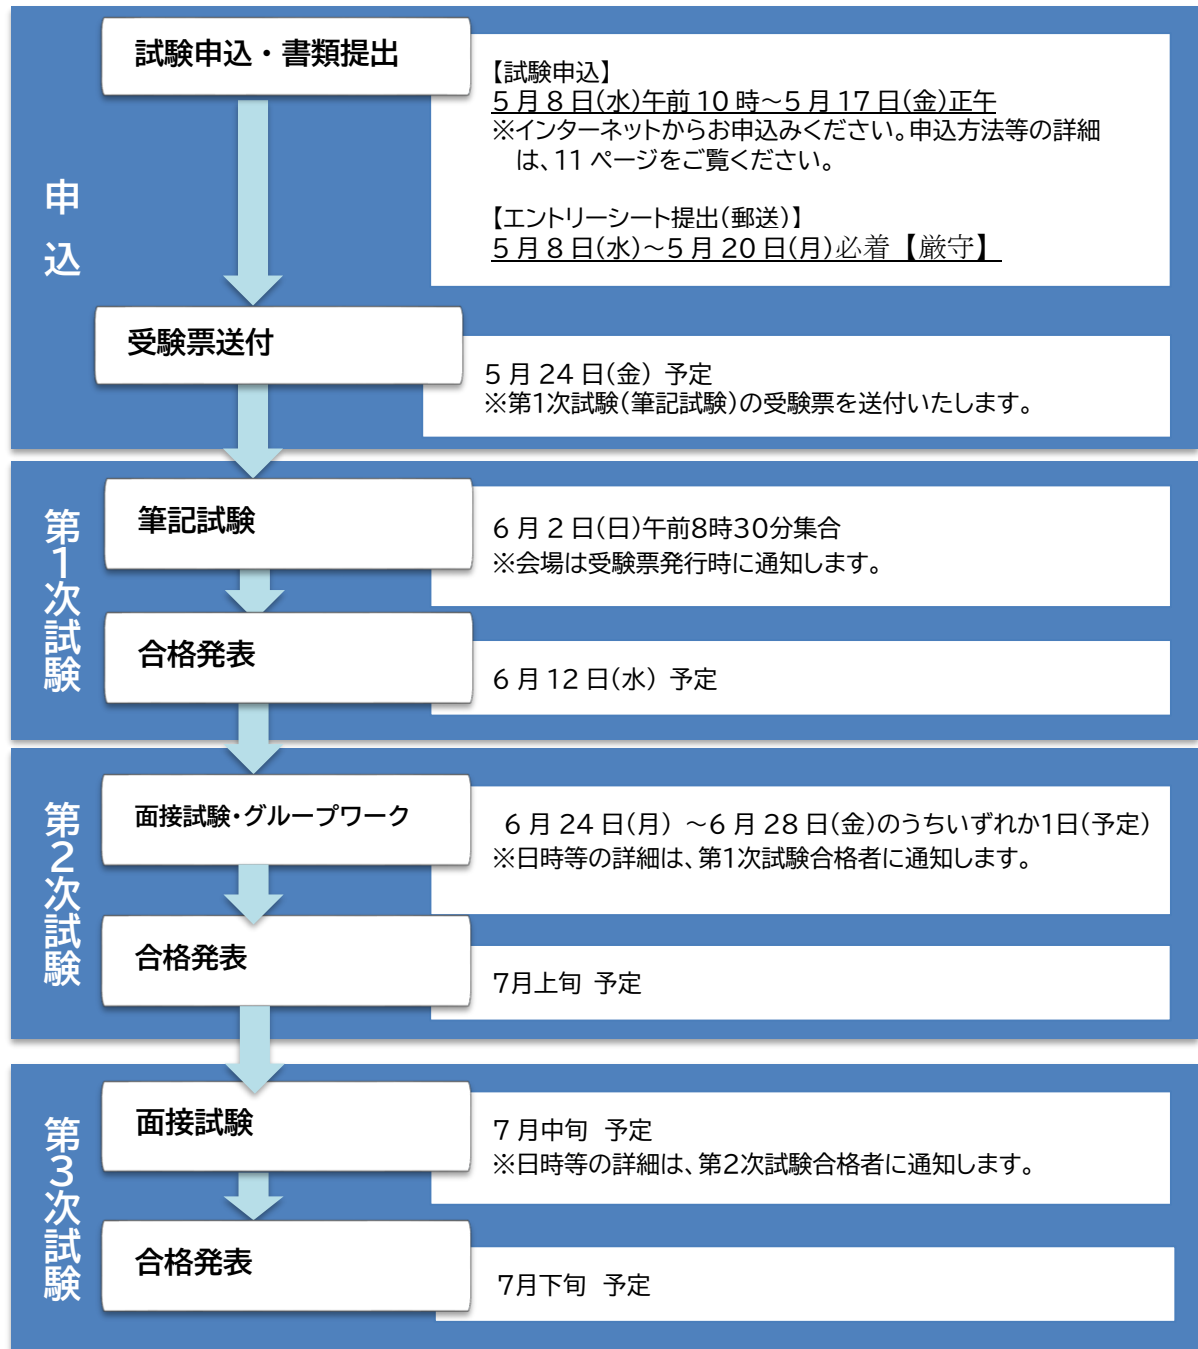 申込
試験申込・書類提出
【試験申込】
5月8日(水)午前10時~5月17日(金)正午
※インターネットからお申込みください。申込方法等の詳細
は、11ページをご覧ください。
【エントリーシート提出(郵送)】
5月8日(水)~5月20日(月)必着【厳守】
受験票送付
5月24日(金) 予定
※第1次試験(筆記試験)の受験票を送付いたします。
第1次試験
筆記試験
6月2日(日)午前8時30分集合
※会場は受験票発行時に通知します。
合格発表
6月12日(水) 予定
第2次試験
面接試験・グループワーク
6月24日(月) ~6月28日(金)のうちいずれか1日(予定)
※日時等の詳細は、第1次試験合格者に通知します。
合格発表
7月上旬 予定
第3次試験
面接試験
7月中旬 予定
※日時等の詳細は、第2次試験合格者に通知します。
合格発表
7月下旬 予定